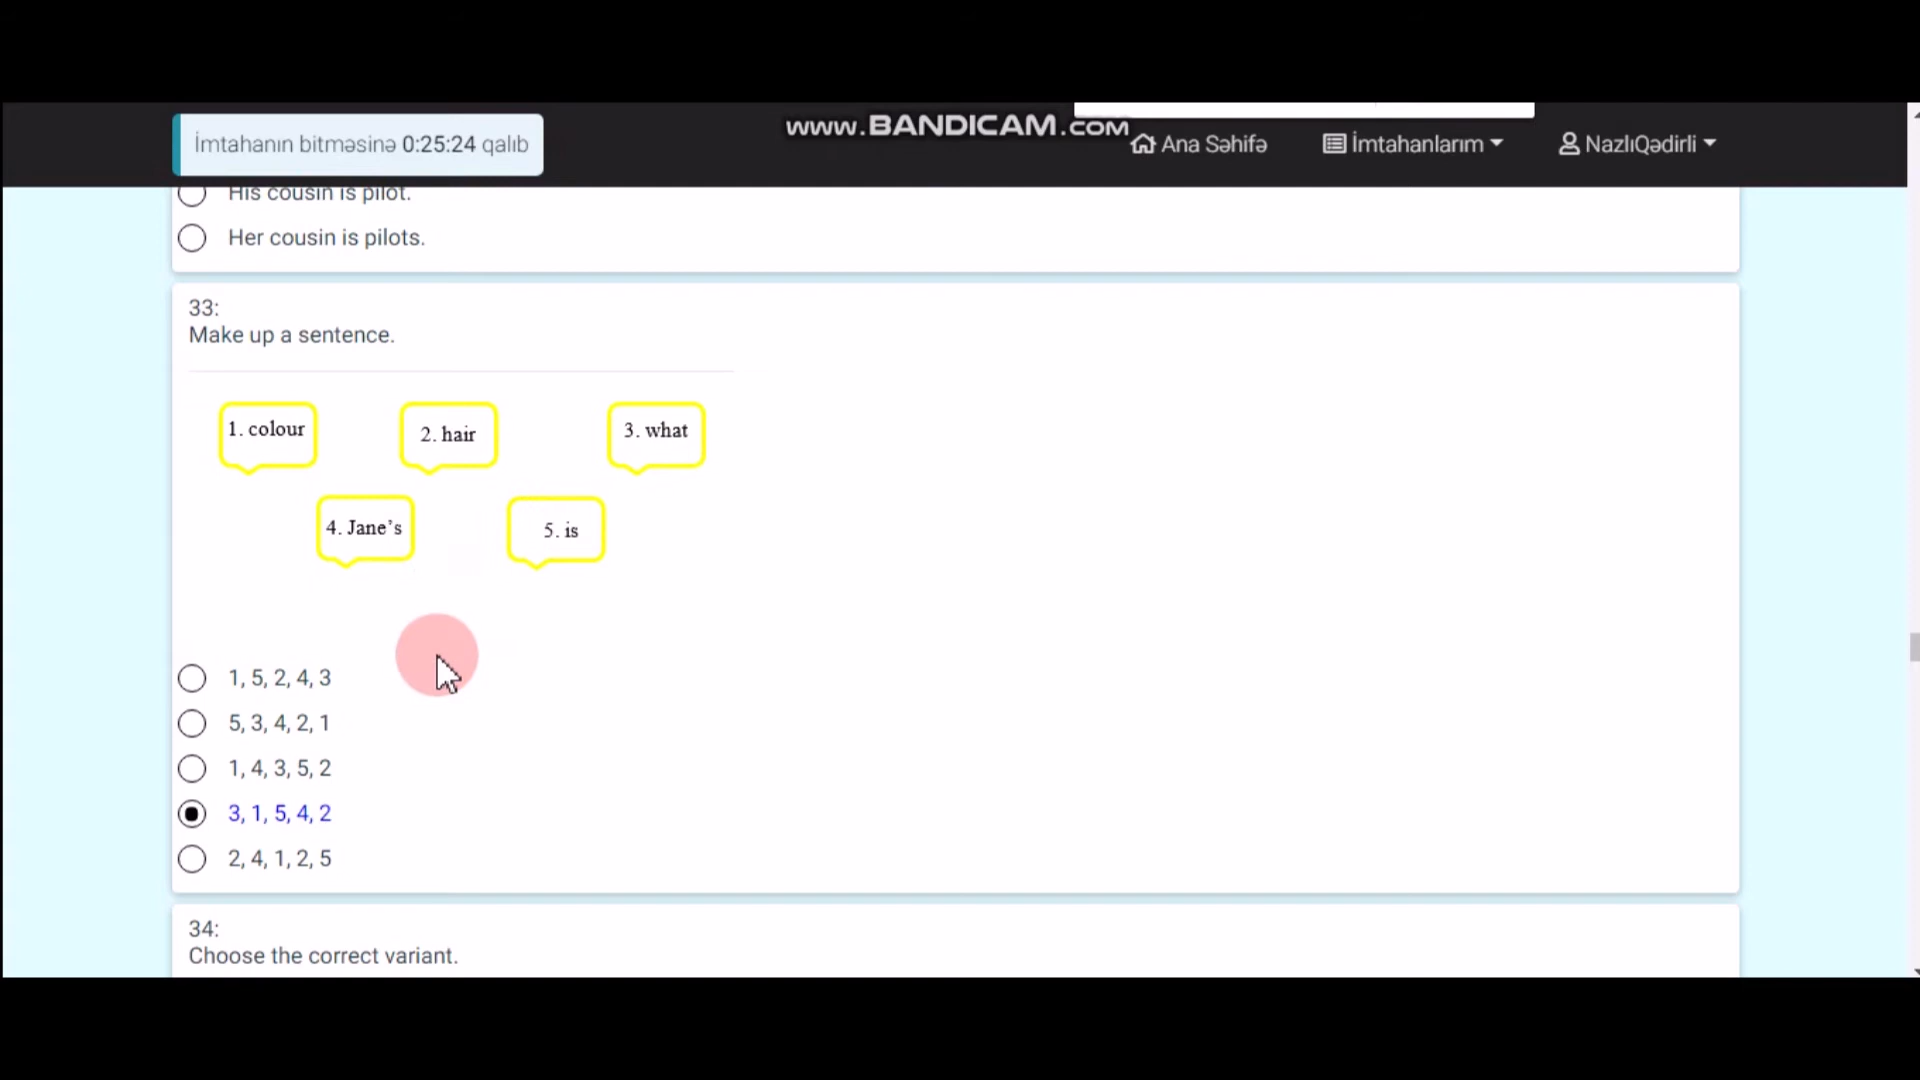 www.BANDICAM.COM
İmtahanın bitməsinə 0:25:24 qalıb
Ana Səhifə
İmtahanlarım
NazlıQədirli
His cousin is pilot.
Her cousin is pilots.
33:
Make up a sentence.
1. colour
2. hair
3. what
4. Jane's
5. is
1, 5, 2, 4, 3
5, 3, 4, 2, 1
1, 4, 3, 5, 2
3, 1, 5, 4, 2
2, 4, 1, 2, 5
34:
Choose the correct variant.